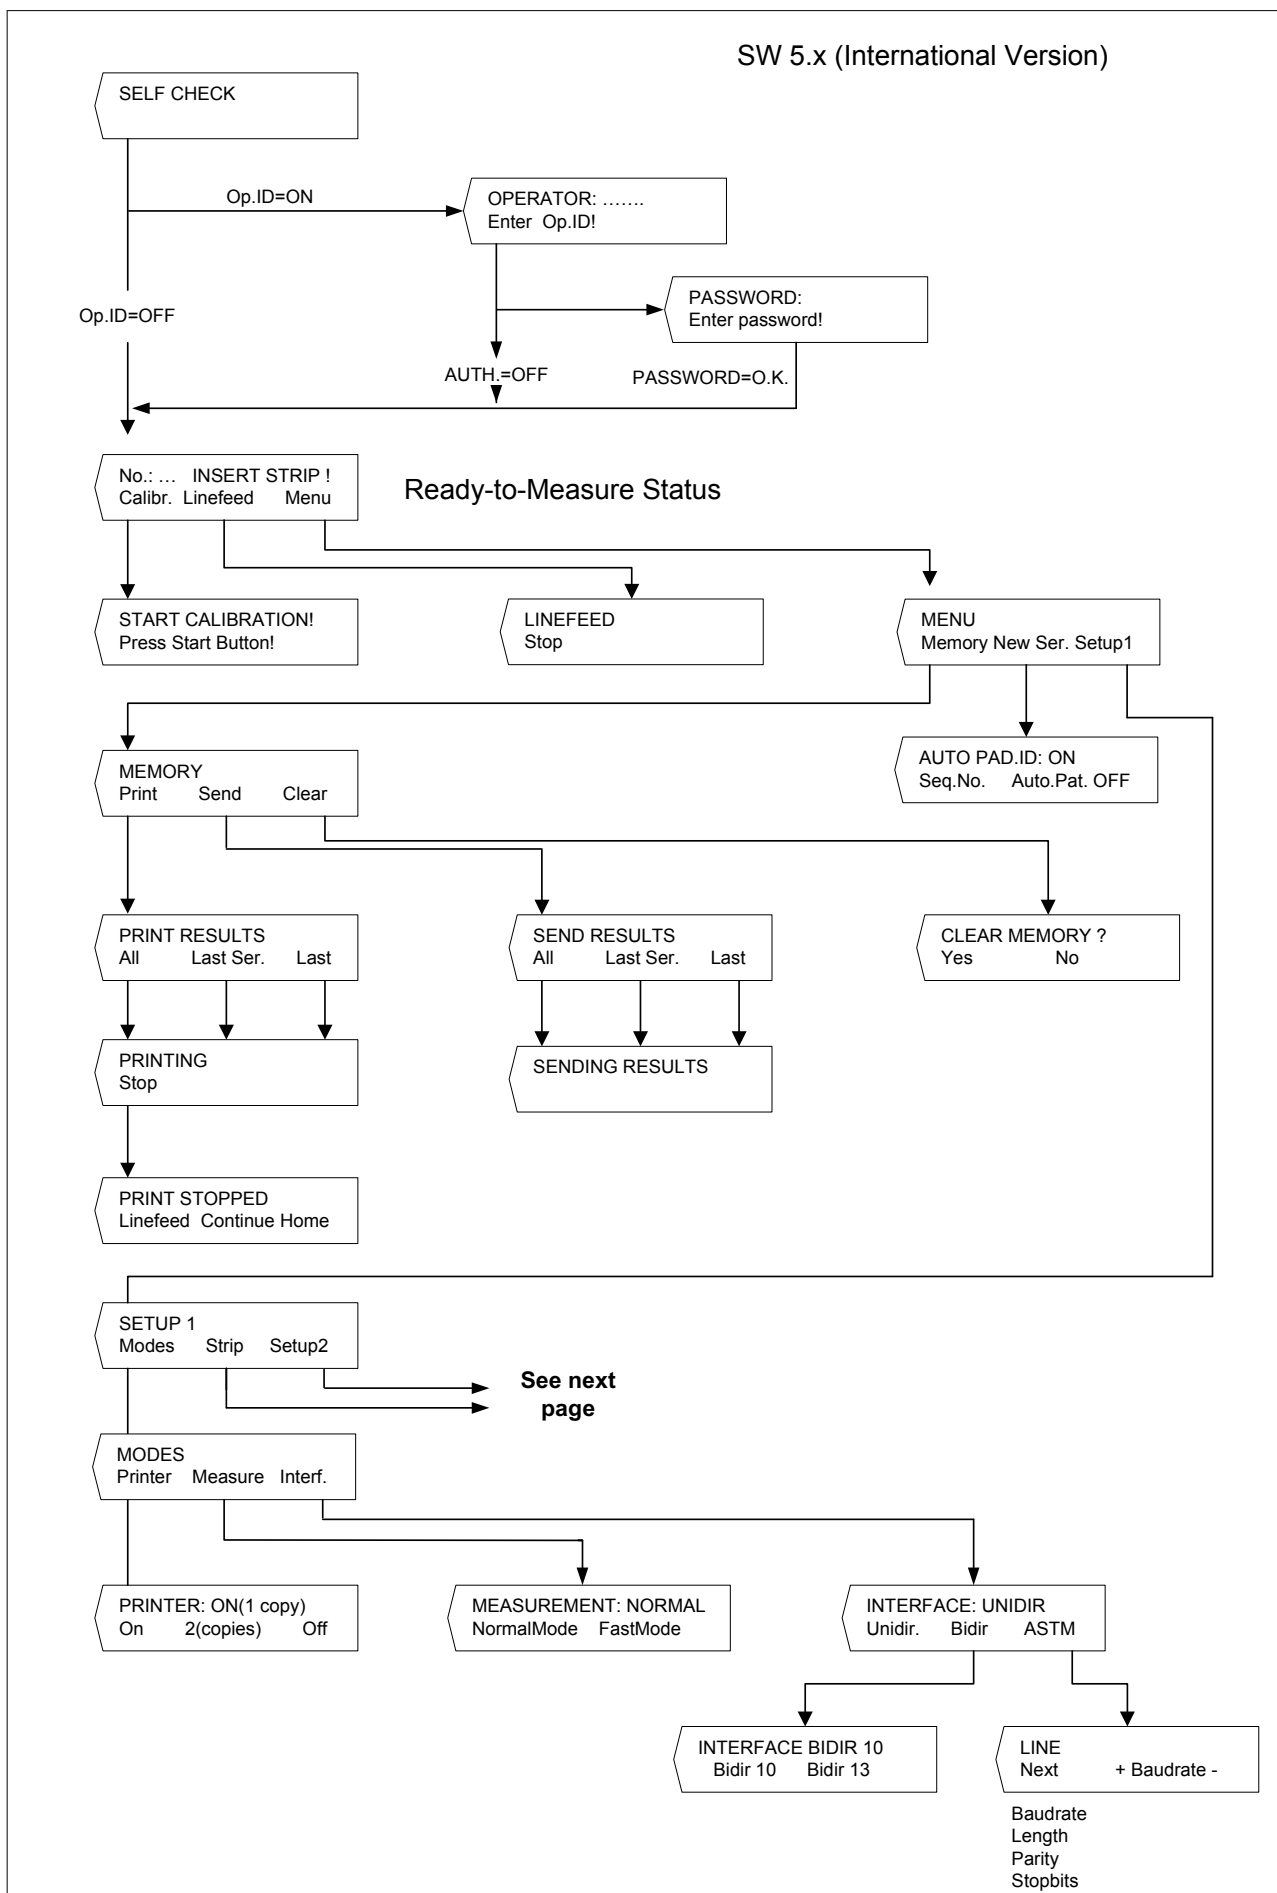 SW 5.x (International Version)
SELF CHECK
Op.ID=ON
OPERATOR: .......
Enter Op.ID!
Op.ID=OFF
PASSWORD:
Enter password!
AUTH.=OFF
PASSWORD=O.K.
No.: ... INSERT STRIP !
Calibr. Linefeed Menu
Ready-to-Measure Status
START CALIBRATION!
Press Start Button!
LINEFEED
Stop
MENU
Memory New Ser. Setup1
AUTO PAD.ID: ON
Seq.No. Auto.Pat. OFF
MEMORY
Print Send Clear
PRINT RESULTS
All Last Ser. Last
SEND RESULTS
All Last Ser. Last
CLEAR MEMORY ?
Yes No
PRINTING
Stop
SENDING RESULTS
PRINT STOPPED
Linefeed Continue Home
SETUP 1
Modes Strip Setup2
See next
page
MODES
Printer Measure Interf.
PRINTER: ON(1 copy)
On 2(copies) Off
MEASUREMENT: NORMAL
NormalMode FastMode
INTERFACE: UNIDIR
Unidir. Bidir ASTM
INTERFACE BIDIR 10
Bidir 10 Bidir 13
LINE
Next + Baudrate -
Baudrate
Length
Parity
Stopbits